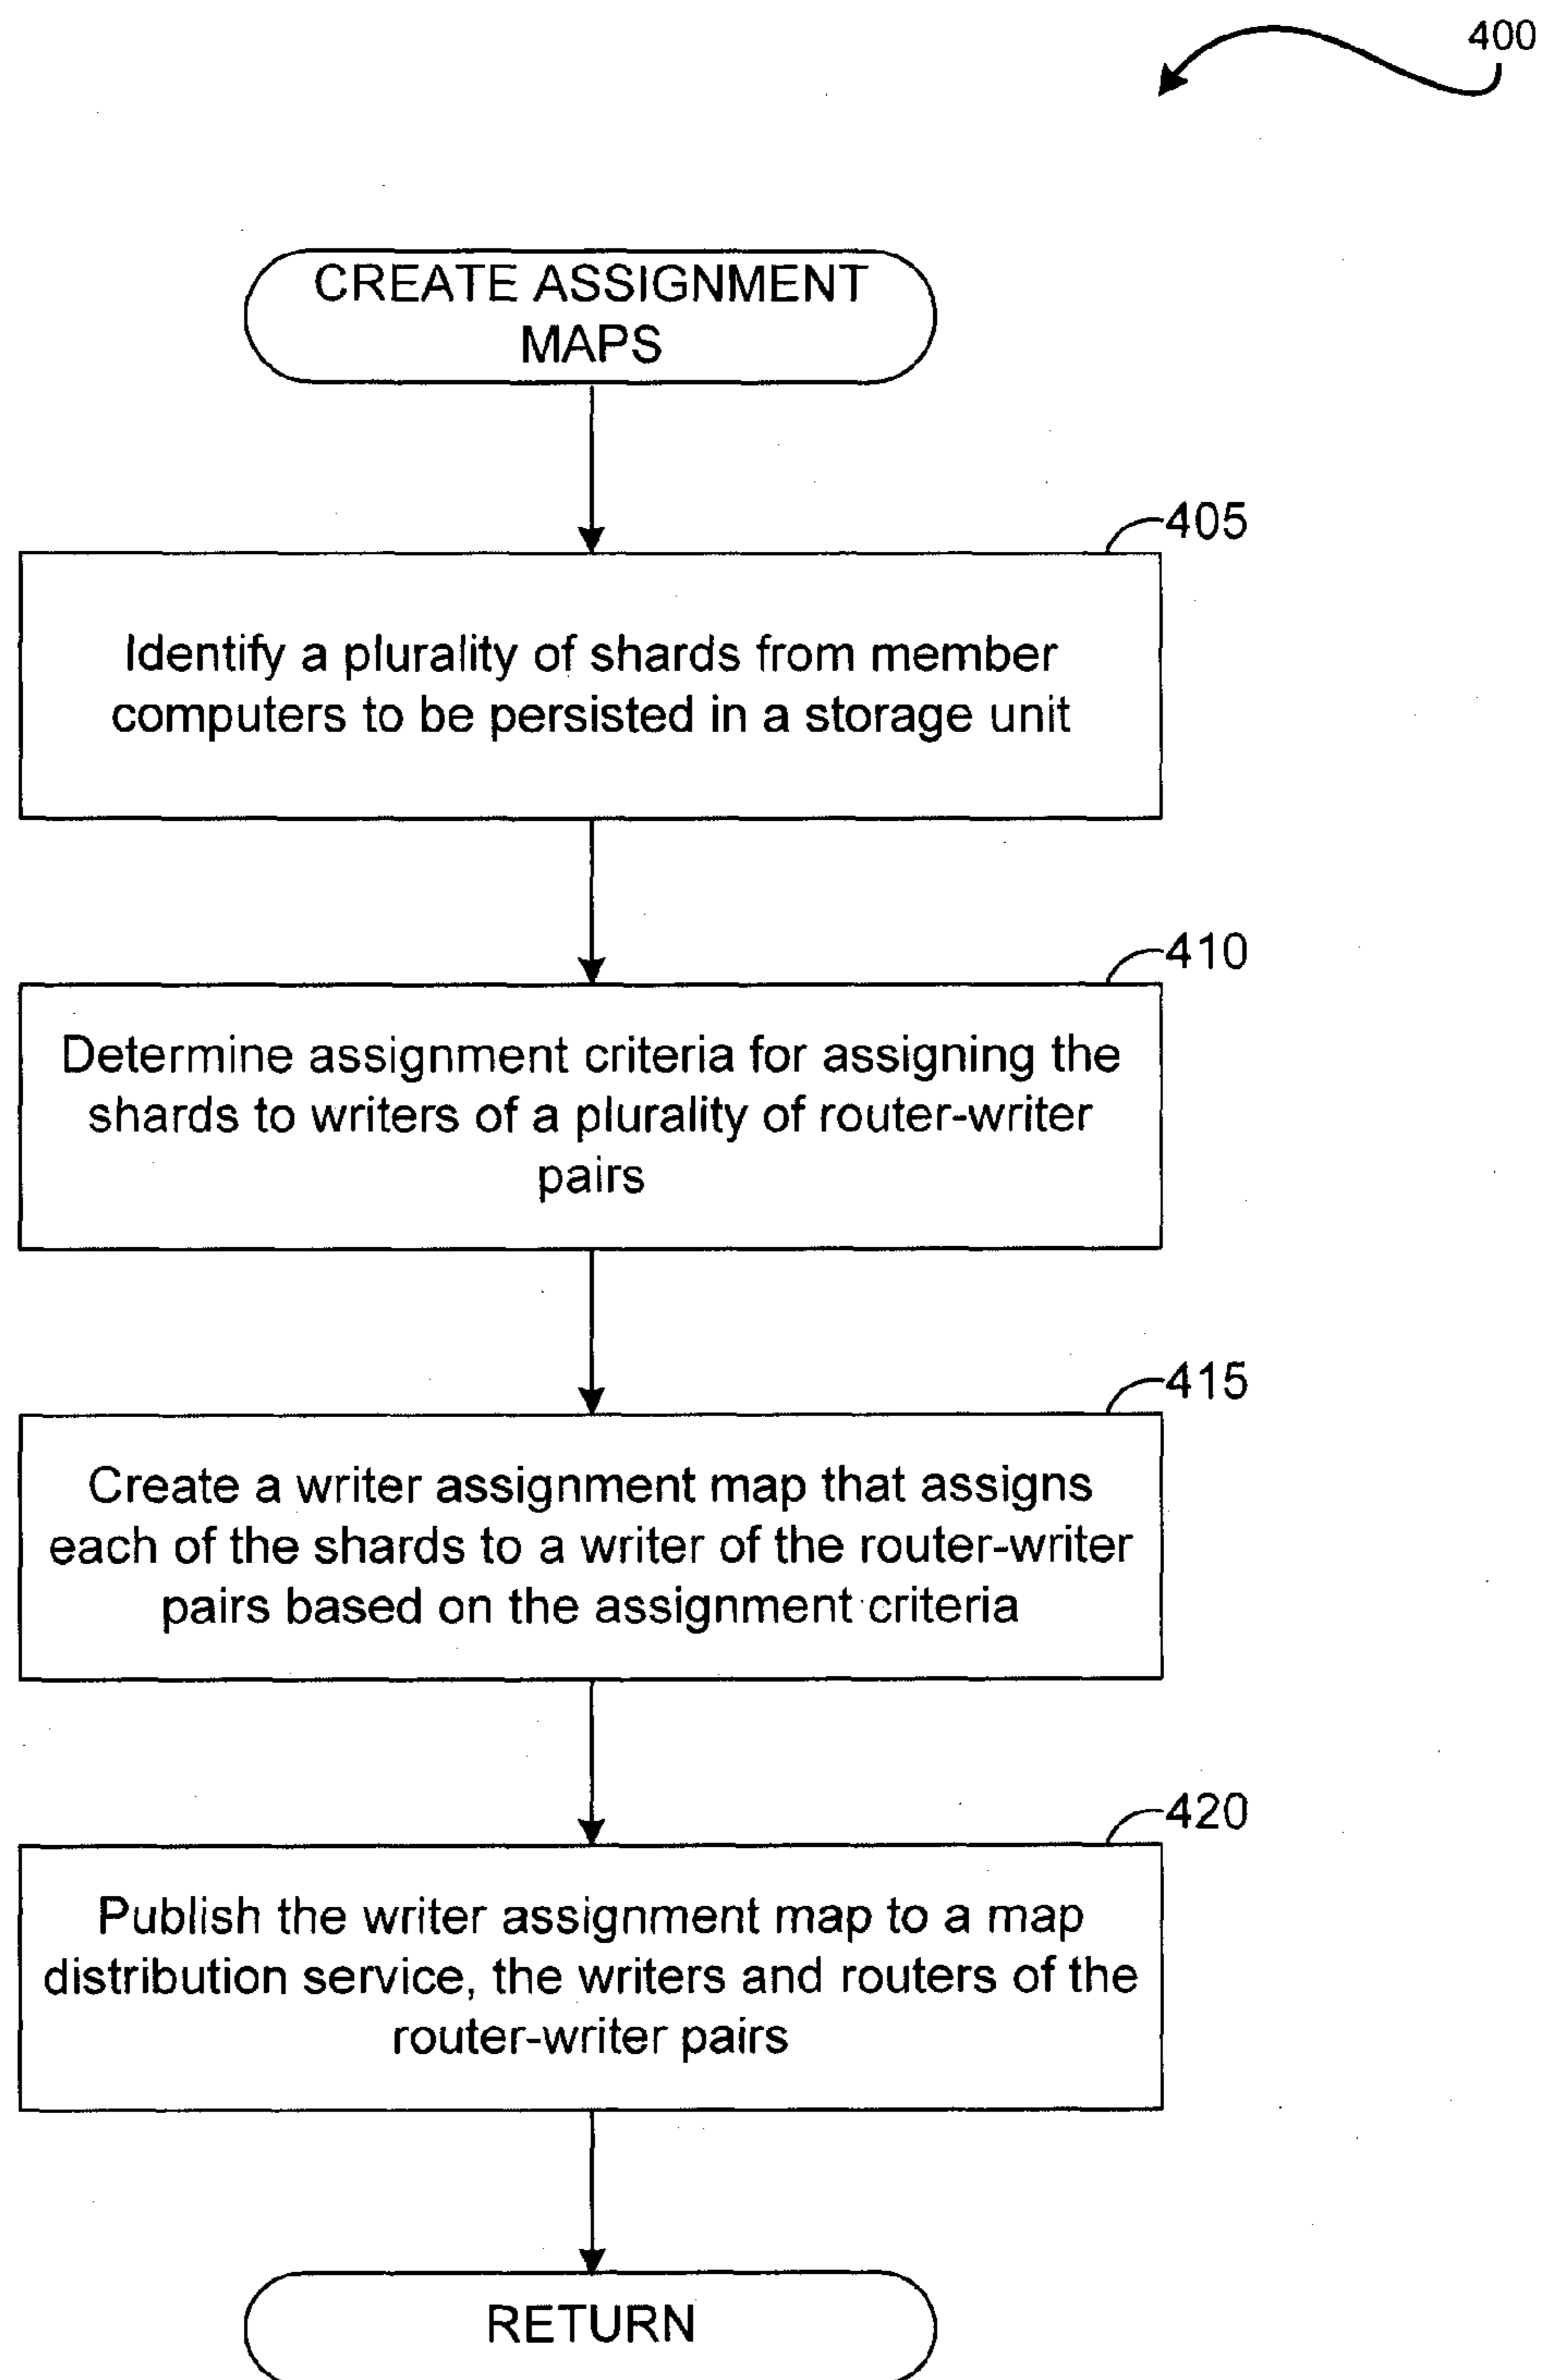 400
CREATE ASSIGNMENT
MAPS
405
Identify a plurality of shards from member
computers to be persisted in a storage unit
410
Determine assignment criteria for assigning the
shards to writers of a plurality of router-writer
pairs
415
Create a writer assignment map that assigns
each of the shards to a writer of the router-writer
pairs based on the assignment criteria
420
Publish the writer assignment map to a map
distribution service, the writers and routers of the
router-writer pairs
RETURN